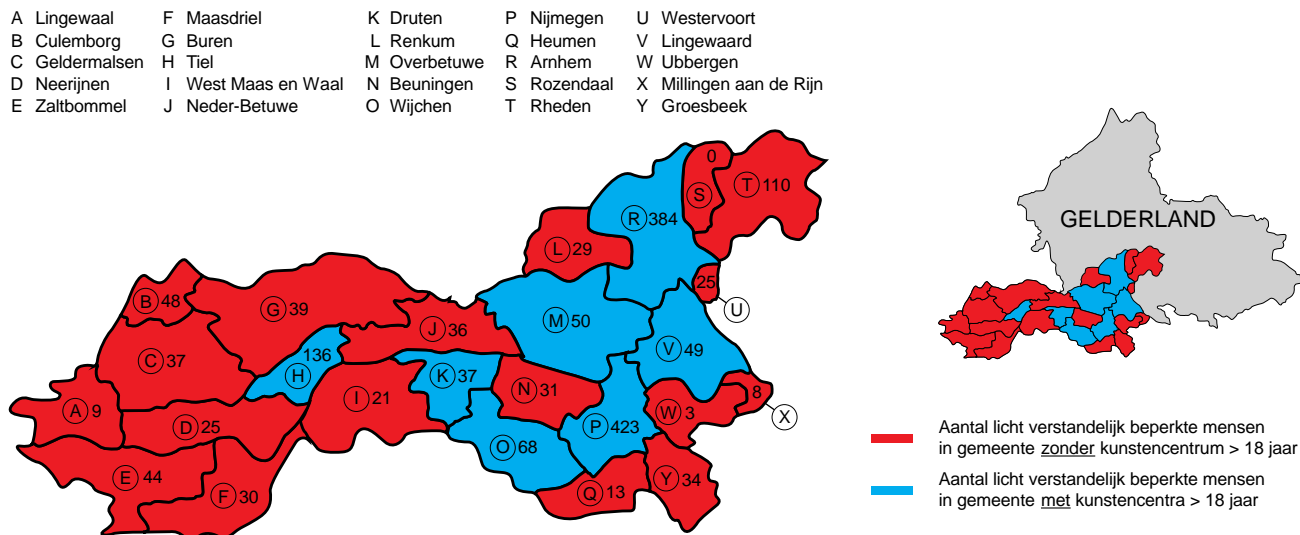 A Lingewaal F Maasdriel K Druten P Nijmegen U Westervoort
B Culemborg G Buren L Renkum Q Heumen V Lingewaard
C Geldermalsen H Tiel M Overbetuwe R Arnhem W Ubbergen
D Neerijnen I West Maas en Waal N Beuningen S Rozendaal X Millingen aan de Rijn
E Zaltbommel J Neder-Betuwe O Wijchen T Rheden Y Groesbeek
0
S
T 110
R 384
L 29
25
U
B 48
G 39
J 36
M 50
C 37
136
H
K 37
V 49
N 31
8
X
A 9
I 21
W 3
D 25
P 423
O 68
E 44
F 30
Q 13
Y 34
GELDERLAND
Aantal licht verstandelijk beperkte mensen
in gemeente zonder kunstencentrum > 18 jaar
Aantal licht verstandelijk beperkte mensen
in gemeente met kunstencentra > 18 jaar